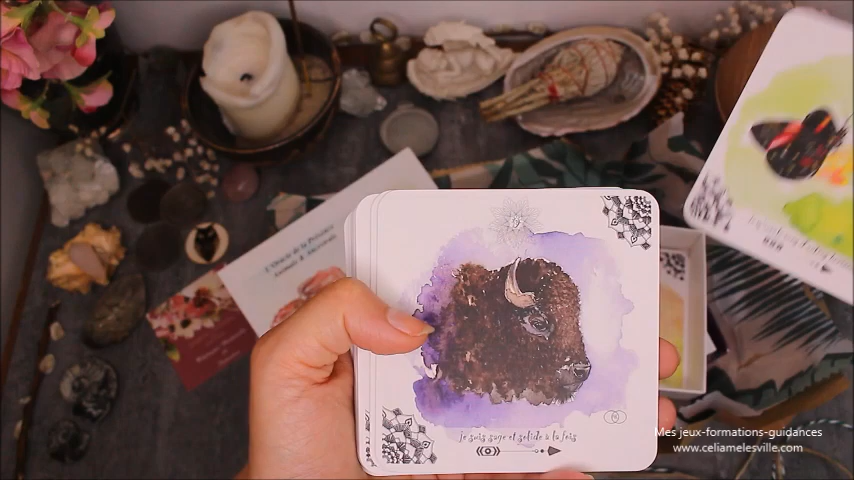 L'Oracle de la Présence
Animale & Ancestrale
Je suis sage et solide à la fois
Mes jeux-formations-guidances
www.celiamelesville.com